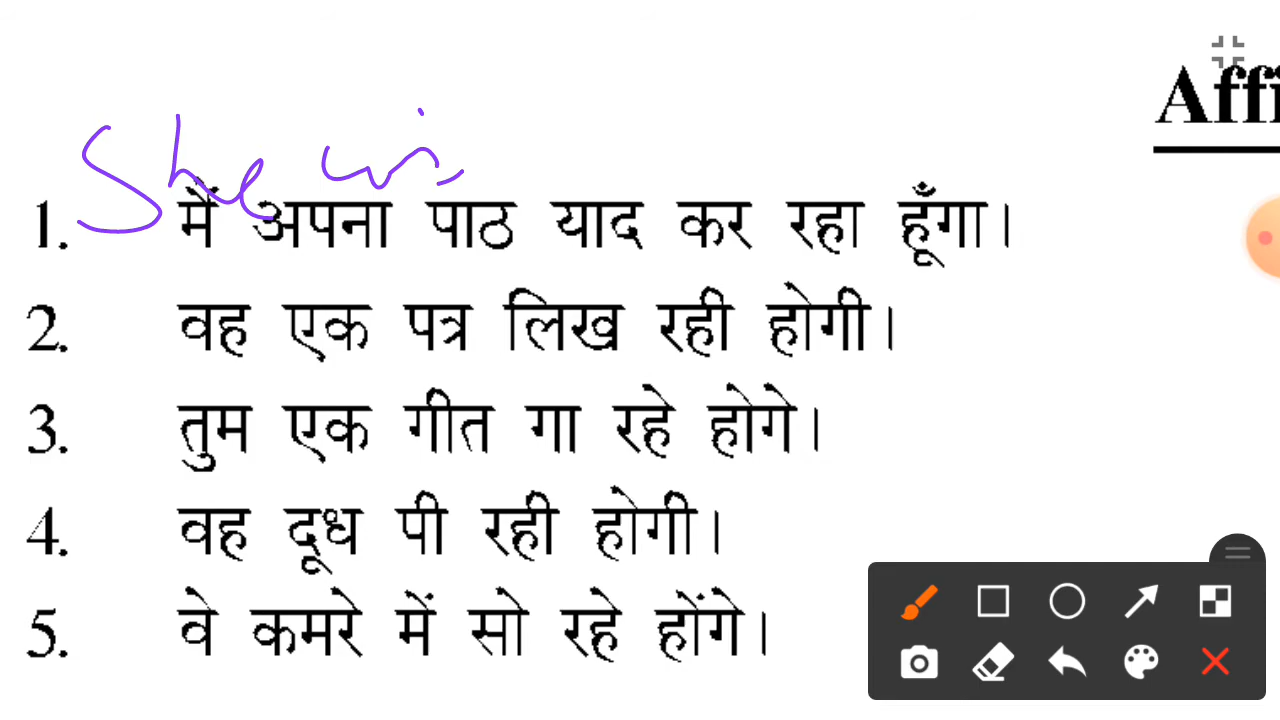 Affi
She wi
1. मैं अपना पाठ याद कर रहा हूँगा।
2. वह एक पत्र लिख रही होगी।
3. तुम एक गीत गा रहे होगे।
4. वह दूध पी रही होगी।
5. वे कमरे में सो रहे होंगे।